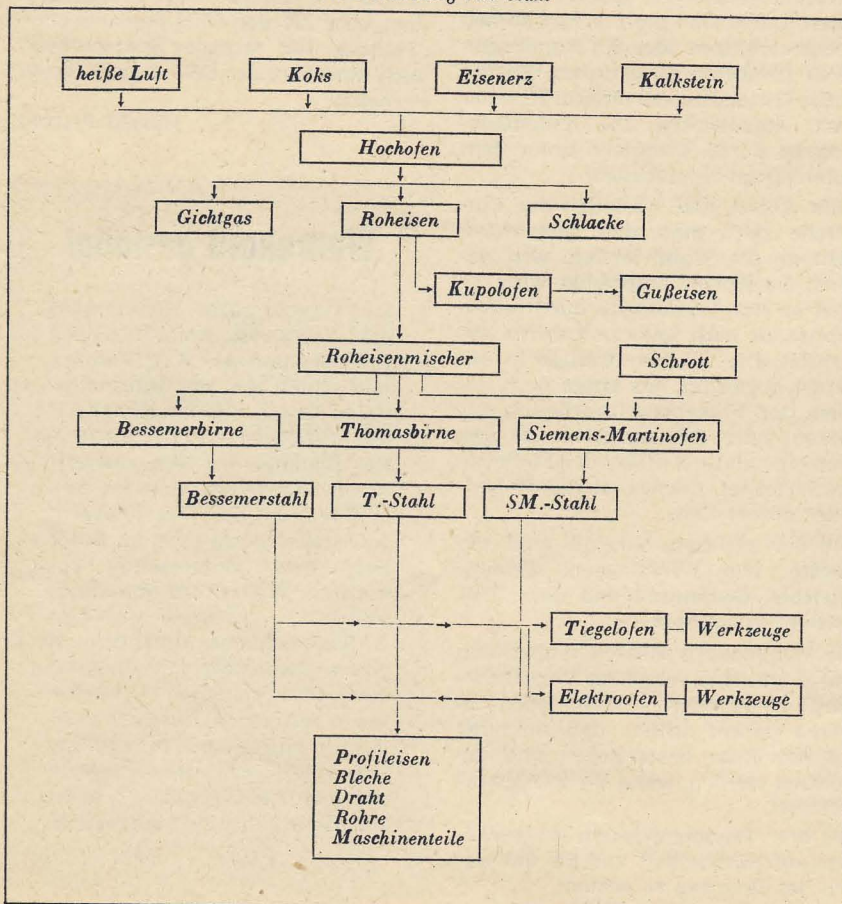 heiße Luft
Koks
Eisenerz
Kalkstein
Hochofen
Gichtgas
Roheisen
Schlacke
Kupolofen
Gußeisen
Roheisenmischer
Schrott
Bessemerbirne
Thomasbirne
Siemens-Martinofen
Bessemerstahl
T.-Stahl
SM.-Stahl
Tiegelofen
Werkzeuge
Elektroofen
Werkzeuge
Profileisen
Bleche
Draht
Rohre
Maschinenteile